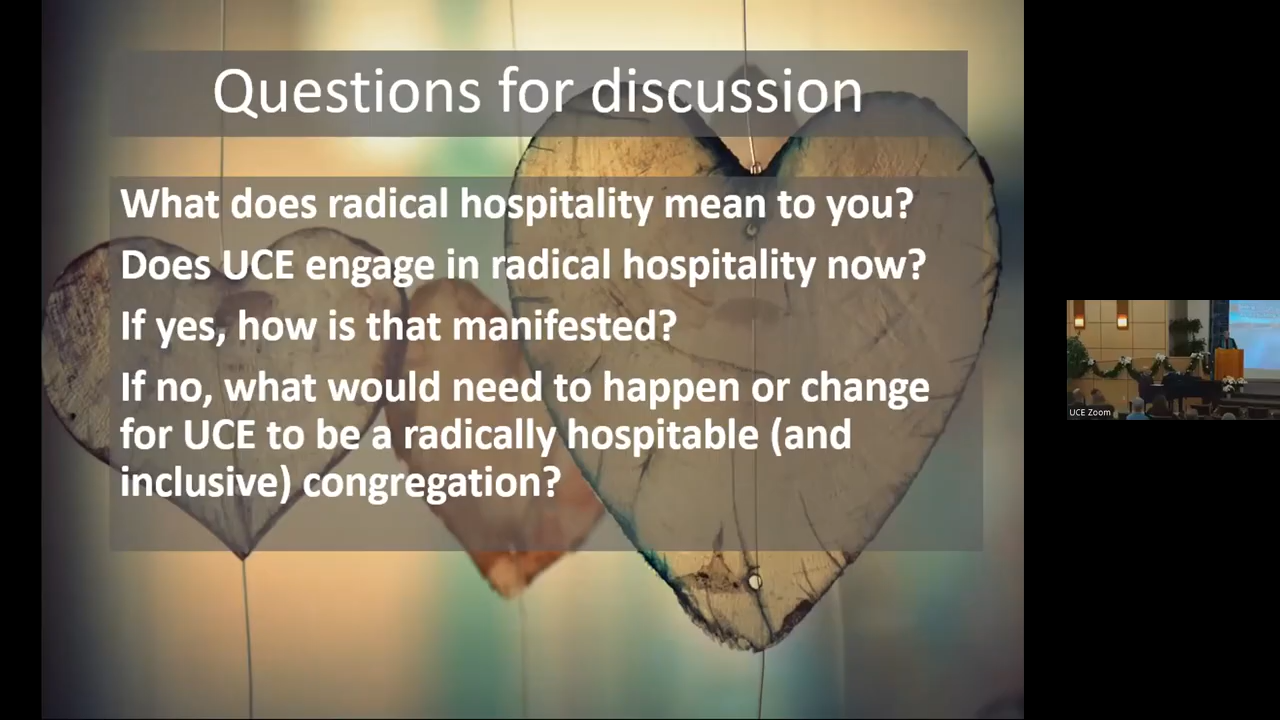 Questions for discussion
What does radical hospitality mean to you?
Does UCE engage in radical hospitality now?
If yes, how is that manifested?
If no, what would need to happen or change
for UCE to be a radically hospitable (and
inclusive) congregation?
UCE Zoom